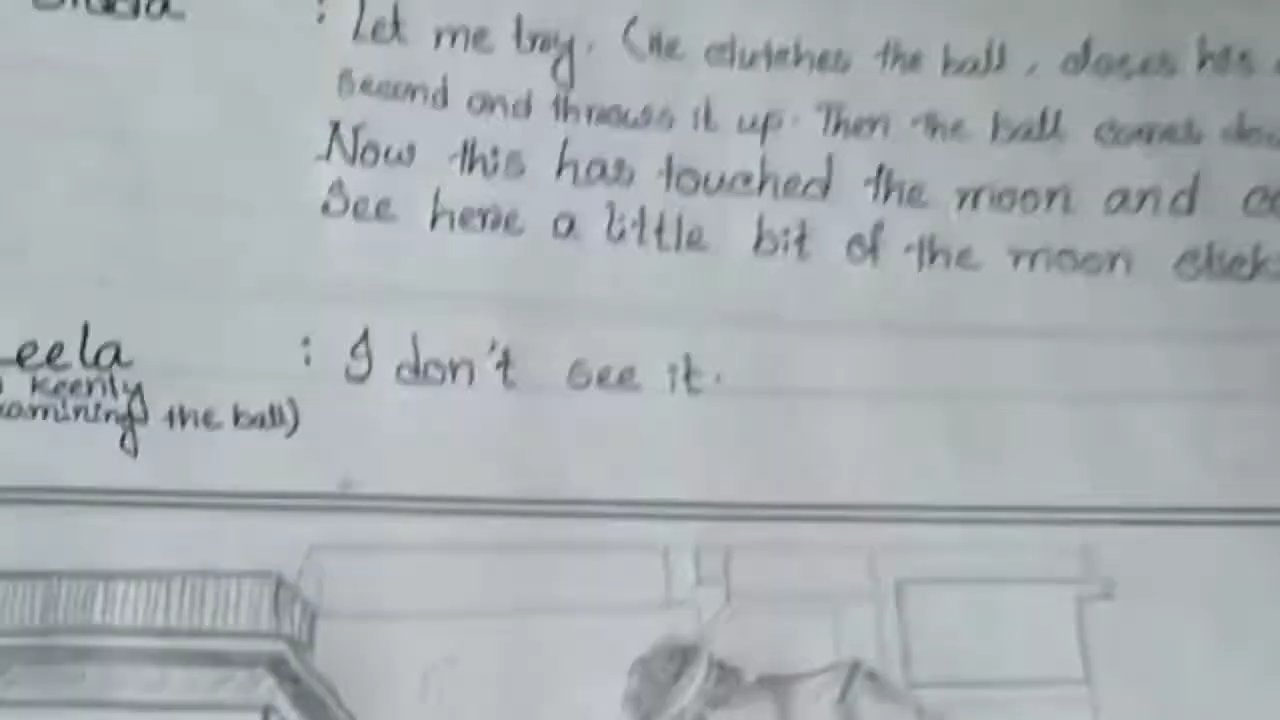 : Let me try. (He clutches the ball, closes his
second and throws it up. Then the ball comes
Now this has touched the moon and
See here a little bit of the moon
eela : I don't see it.
keenly
amining the ball)